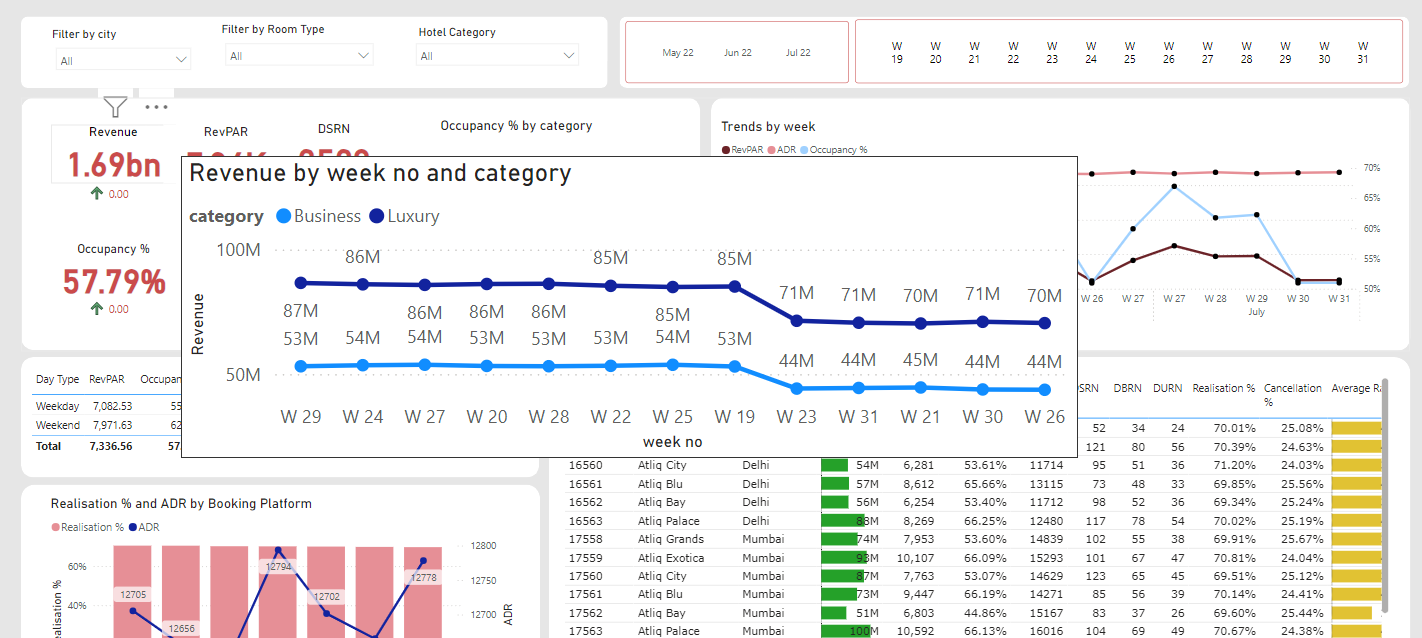 Filter by city
All
Filter by Room Type
All
Hotel Category
All
May 22 Jun 22 Jul 22
W 19 W 20 W 21 W 22 W 23 W 24 W 25 W 26 W 27 W 28 W 29 W 30 W 31
Revenue
1.69bn
0.00
RevPAR
DSRN
Occupancy % by category
Occupancy %
57.79%
0.00
Revenue by week no and category
category Business Luxury
Revenue
100M
50M
86M 85M 85M
87M 86M 86M 86M 85M
71M 71M 70M 71M 70M
53M 54M 54M 53M 53M 53M 54M 53M
44M 44M 45M 44M 44M
W 29 W 24 W 27 W 20 W 28 W 22 W 25 W 19 W 23 W 31 W 21 W 30 W 26
week no
Trends by week
RevPAR ADR Occupancy %
70%
65%
60%
55%
50%
W 26 W 27 W 27 W 28 W 29 W 30 W 31
July
Day Type RevPAR
Weekday 7,082.53
Weekend 7,971.63
Total 7,336.56
DBRN DURN Realisation % Cancellation % Average
52 34 24 70.01% 25.08%
121 80 56 70.39% 24.63%
16560 Atliq City Delhi 54M 6,281 53.61% 11714 95 51 36 71.20% 24.03%
16561 Atliq Blu Delhi 57M 8,612 65.66% 13115 73 48 33 69.85% 25.56%
16562 Atliq Bay Delhi 56M 6,254 53.40% 11712 98 52 36 69.34% 25.24%
16563 Atliq Palace Delhi 83M 8,269 66.25% 12480 117 78 54 70.02% 25.19%
17558 Atliq Grands Mumbai 74M 7,953 53.60% 14839 102 55 38 69.91% 25.67%
17559 Atliq Exotica Mumbai 93M 10,107 66.09% 15293 101 67 47 70.81% 24.04%
17560 Atliq City Mumbai 87M 7,763 53.07% 14629 123 65 45 69.51% 25.12%
17561 Atliq Blu Mumbai 73M 9,447 66.19% 14271 85 56 39 70.14% 24.41%
17562 Atliq Bay Mumbai 51M 6,803 44.86% 15167 83 37 26 69.60% 25.44%
17563 Atliq Palace Mumbai 100M 10,592 66.13% 16016 104 69 49 70.67% 24.38%
Realisation % and ADR by Booking Platform
Realisation % ADR
60%
40%
12705
12656
12794
12702
12778
12800
12750
12700
ADR